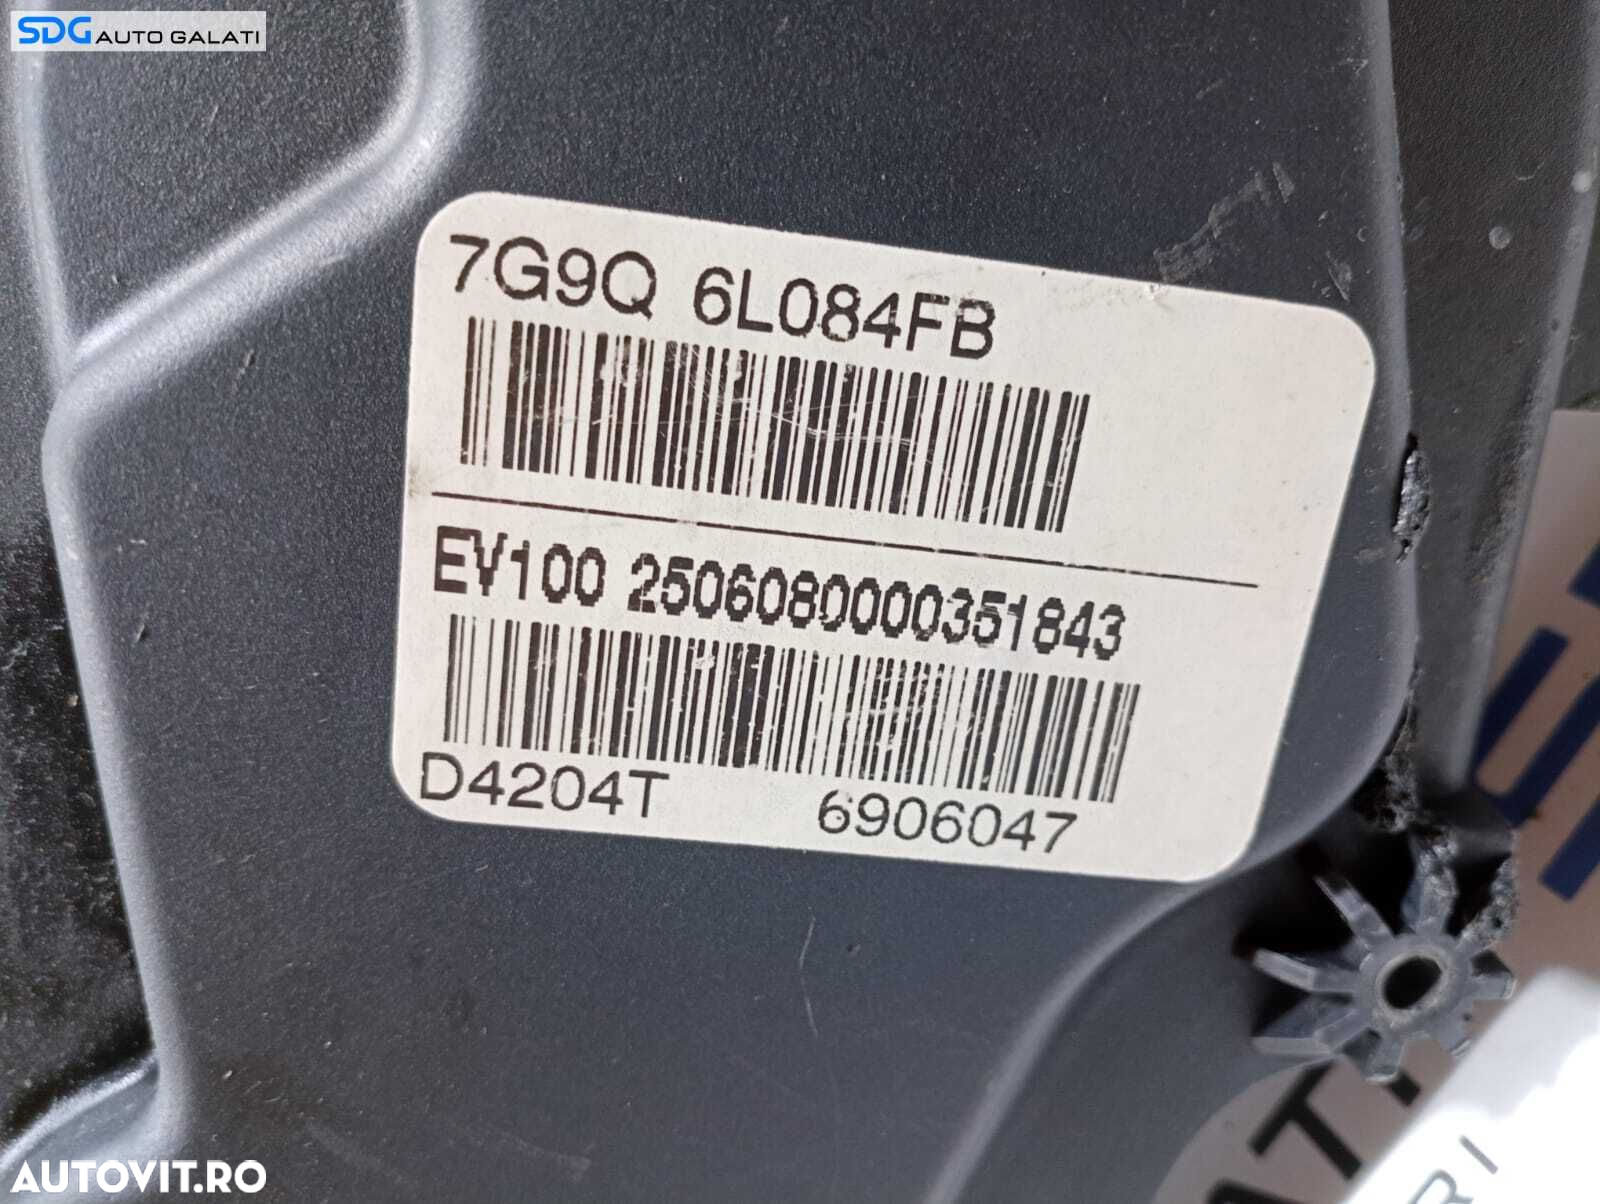 SDG AUTO GALATI
7G9Q 6L084FB
EV100 2506080000351843
D4204T 6906047
AUTOVIT.RO